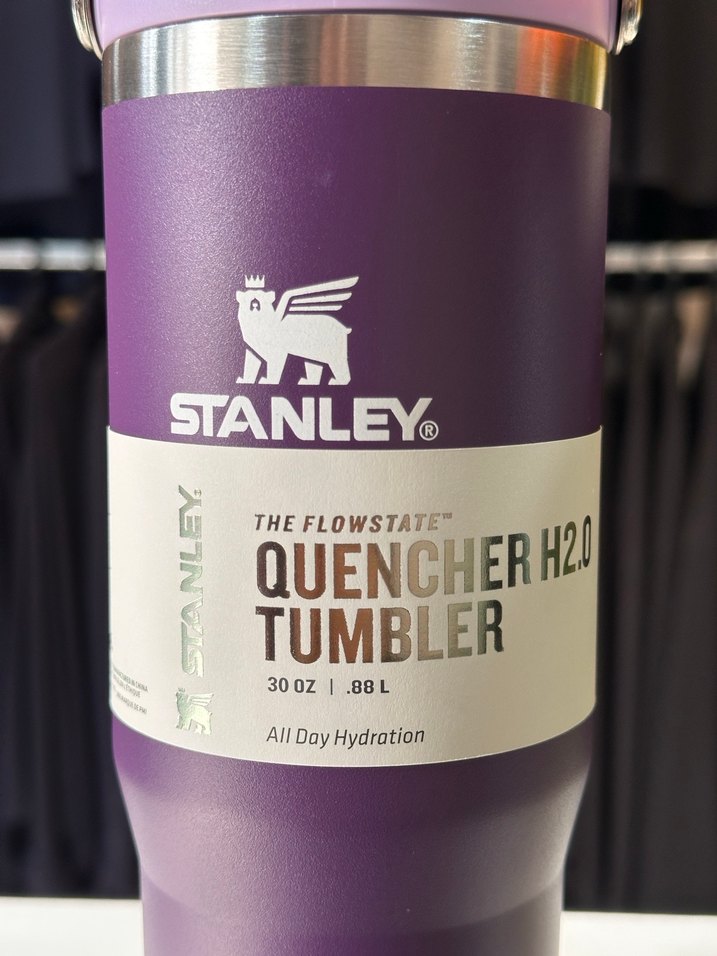 STANLEY®
STANLEY®
THE FLOWSTATE™
QUENCHER H2.0
TUMBLER
30 OZ | .88 L
All Day Hydration